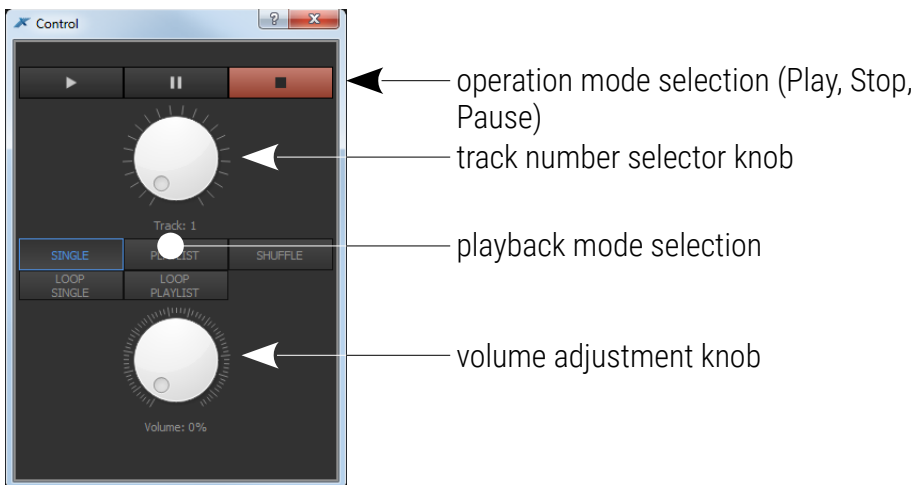 Control
operation mode selection (Play, Stop,
Pause)
track number selector knob
Track: 1
SINGLE PLAYLIST SHUFFLE
playback mode selection
LOOP SINGLE LOOP PLAYLIST
volume adjustment knob
Volume: 0%